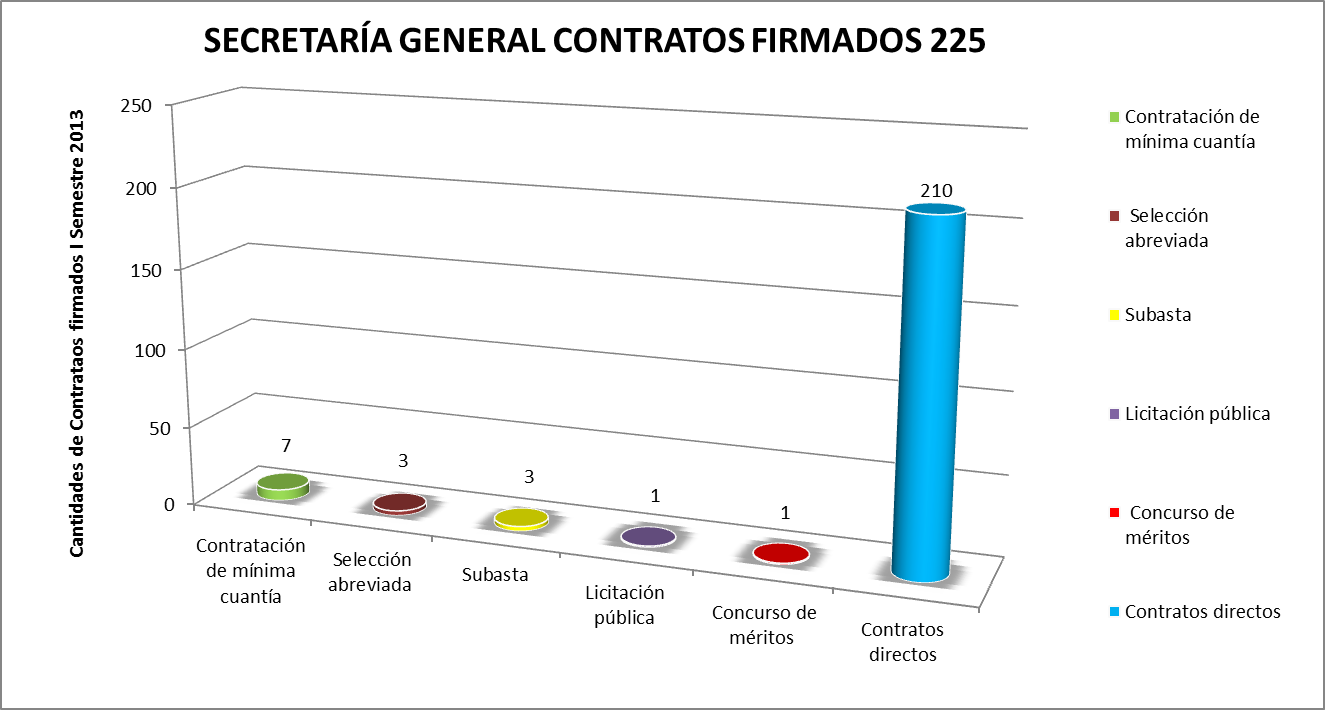 SECRETARÍA GENERAL CONTRATOS FIRMADOS 225
Cantidades de Contrataos firmados I Semestre 2013
250
200
150
100
50
0
7
3
3
1
1
210
Contratación
de mínima
cuantía
Selección
abreviada
Subasta
Licitación
pública
Concurso de
méritos
Contratos
directos
Contratación de
mínima cuantía
Selección
abreviada
Subasta
Licitación pública
Concurso de
méritos
Contratos directos